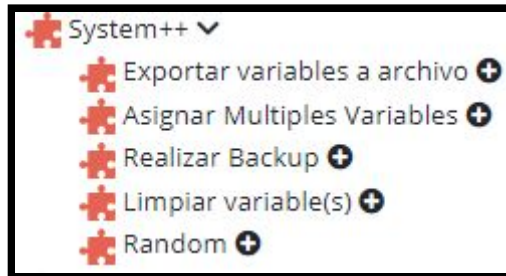 System++
Exportar variables a archivo
Asignar Multiples Variables
Realizar Backup
Limpiar variable(s)
Random